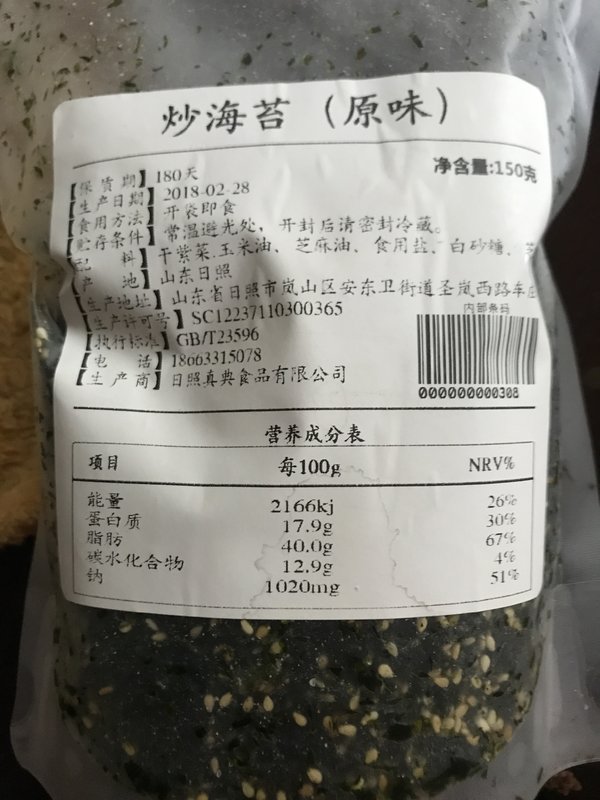 炒海苔（原味）
净含量:150克
【保质期】180天
【生产日期】2018-02-28
【食用方法】开袋即食
【贮存条件】常温避光处，开封后请密封冷藏。
配料】干紫菜.玉米油、芝麻油、食用盐、白砂糖、
产地】山东日照
【生产地址】山东省日照市岚山区安东卫街道圣岚西路车庄
【生产许可号】SC12237110300365
【执行标准】GB/T23596
【电话】18663315078
【生产商】日照真典食品有限公司
内部条码
000000000308
营养成分表
项目 每100g NRV%
能量 2166kj 26%
蛋白质 17.9g 30%
脂肪 40.0g 67%
碳水化合物 12.9g 4%
钠 1020mg 51%